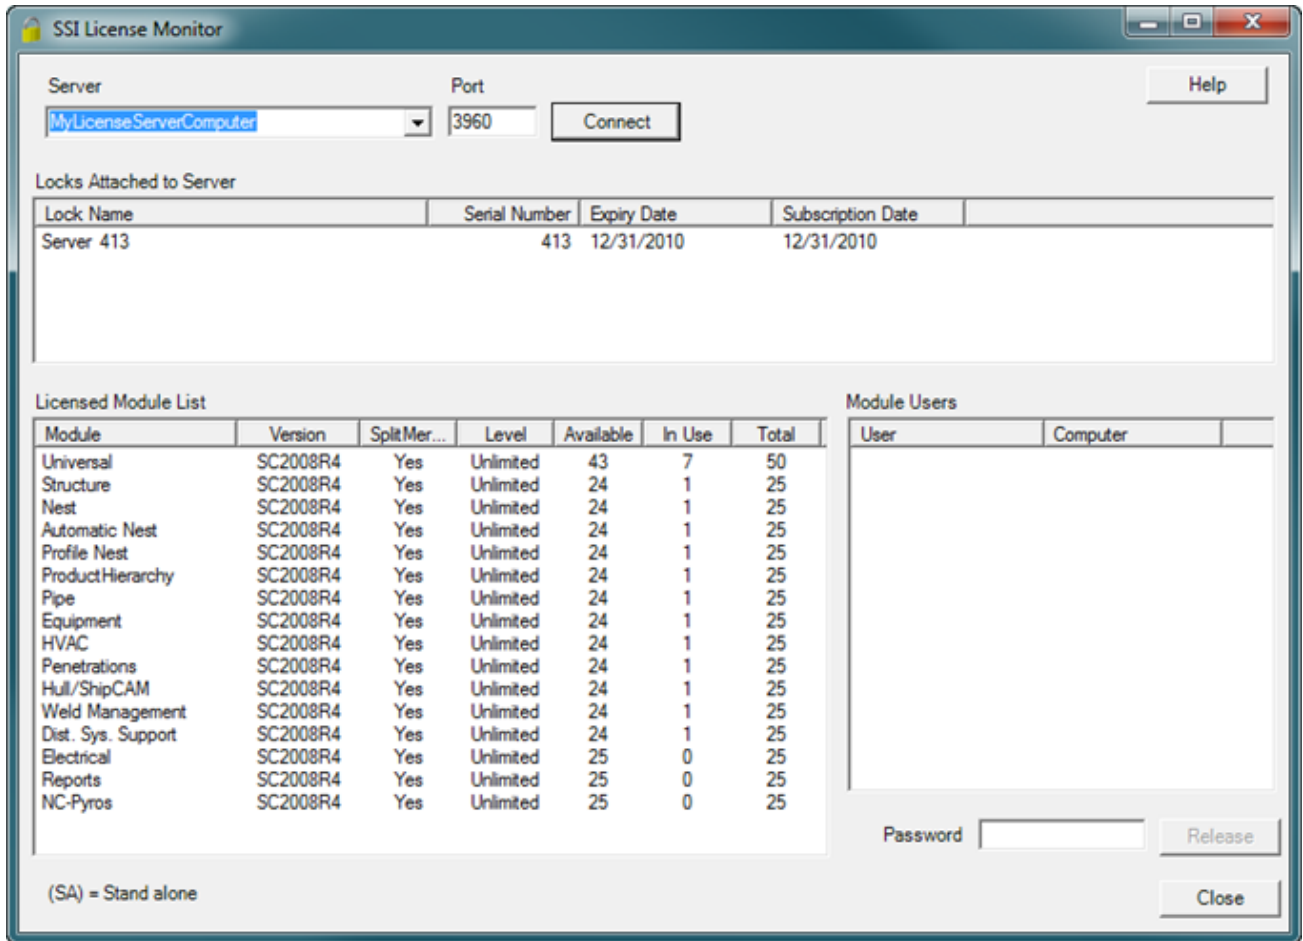 SSI License Monitor
Server Port Help
MyLicenseServerComputer 3960 Connect
Locks Attached to Server
Lock Name Serial Number Expiry Date Subscription Date
Server 413 413 12/31/2010 12/31/2010
Licensed Module List Module Users
Module Version SplitMer... Level Available In Use Total User Computer
Universal SC2008R4 Yes Unlimited 43 7 50
Structure SC2008R4 Yes Unlimited 24 1 25
Nest SC2008R4 Yes Unlimited 24 1 25
Automatic Nest SC2008R4 Yes Unlimited 24 1 25
Profile Nest SC2008R4 Yes Unlimited 24 1 25
ProductHierarchy SC2008R4 Yes Unlimited 24 1 25
Pipe SC2008R4 Yes Unlimited 24 1 25
Equipment SC2008R4 Yes Unlimited 24 1 25
HVAC SC2008R4 Yes Unlimited 24 1 25
Penetrations SC2008R4 Yes Unlimited 24 1 25
Hull/ShipCAM SC2008R4 Yes Unlimited 24 1 25
Weld Management SC2008R4 Yes Unlimited 24 1 25
Dist. Sys. Support SC2008R4 Yes Unlimited 24 1 25
Electrical SC2008R4 Yes Unlimited 25 0 25
Reports SC2008R4 Yes Unlimited 25 0 25
NC-Pyros SC2008R4 Yes Unlimited 25 0 25
Password Release
(SA) = Stand alone Close